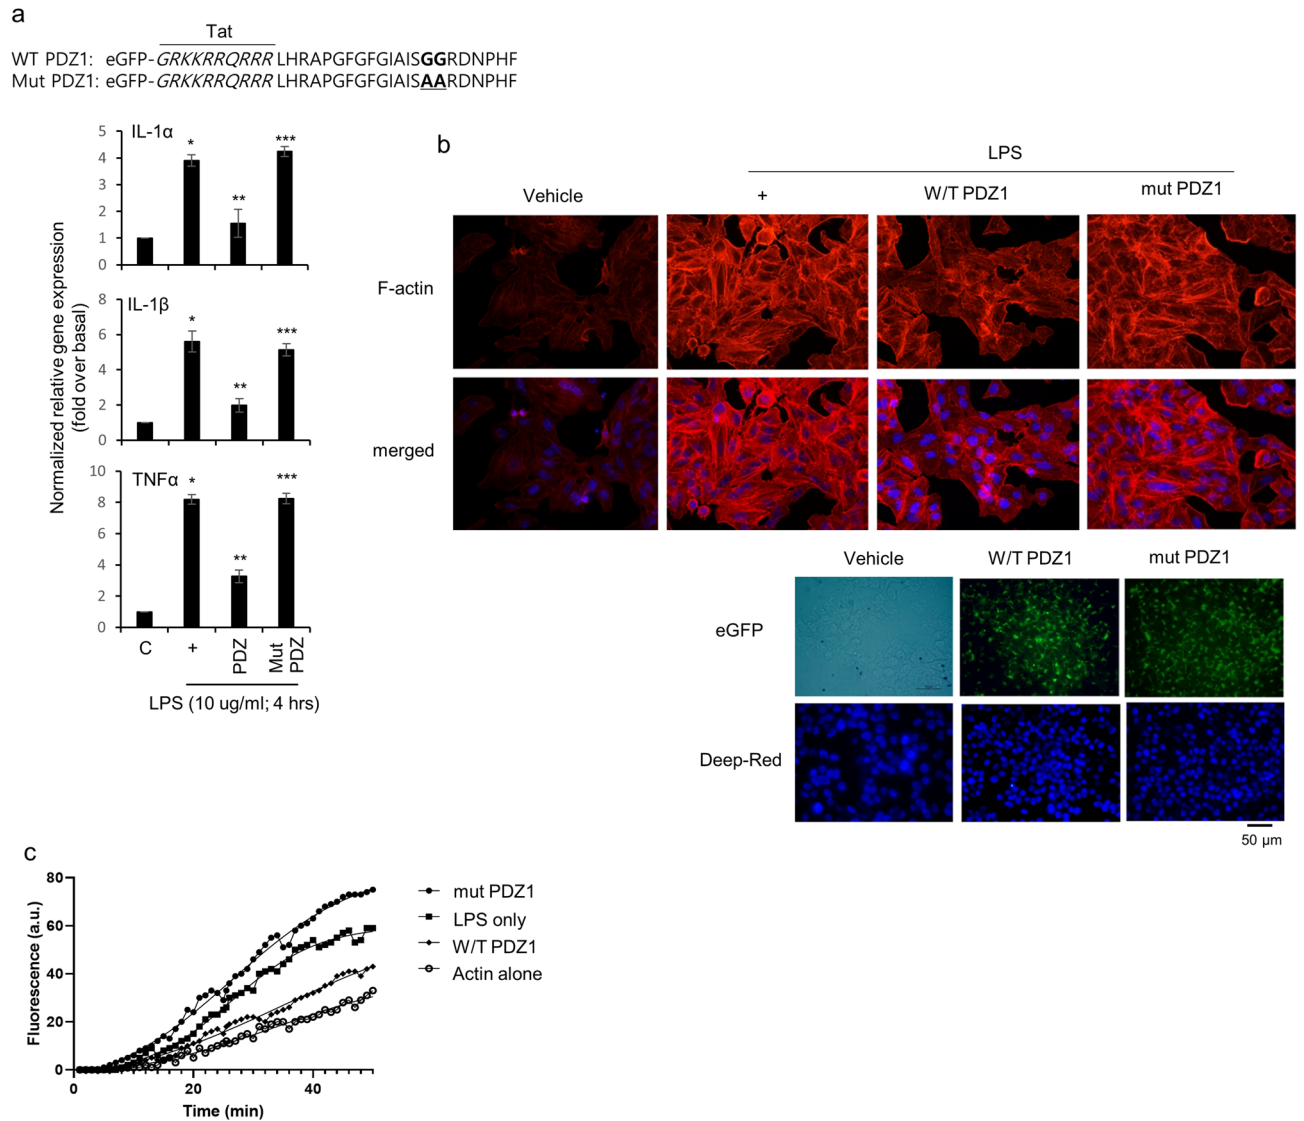 a
Tat
WT PDZ1: eGFP-GRKKRRQRRR LHRAPGFGFGIAISGGRDNPHF
Mut PDZ1: eGFP-GRKKRRQRRR LHRAPGFGFGIAISAARDNPHF
Normalized relative gene expression
(fold over basal)
IL-1α
5
4
3
2
1
0
*
**
***
IL-1β
8
6
4
2
0
*
**
***
TNFα
10
8
6
4
2
0
*
**
***
C
+
PDZ
Mut
PDZ
LPS (10 ug/ml; 4 hrs)
b
LPS
Vehicle
+
W/T PDZ1
mut PDZ1
F-actin
merged
Vehicle
W/T PDZ1
mut PDZ1
eGFP
Deep-Red
50 μm
c
Fluorescence (a.u.)
80
60
40
20
0
0
20
40
Time (min)
mut PDZ1
LPS only
W/T PDZ1
Actin alone